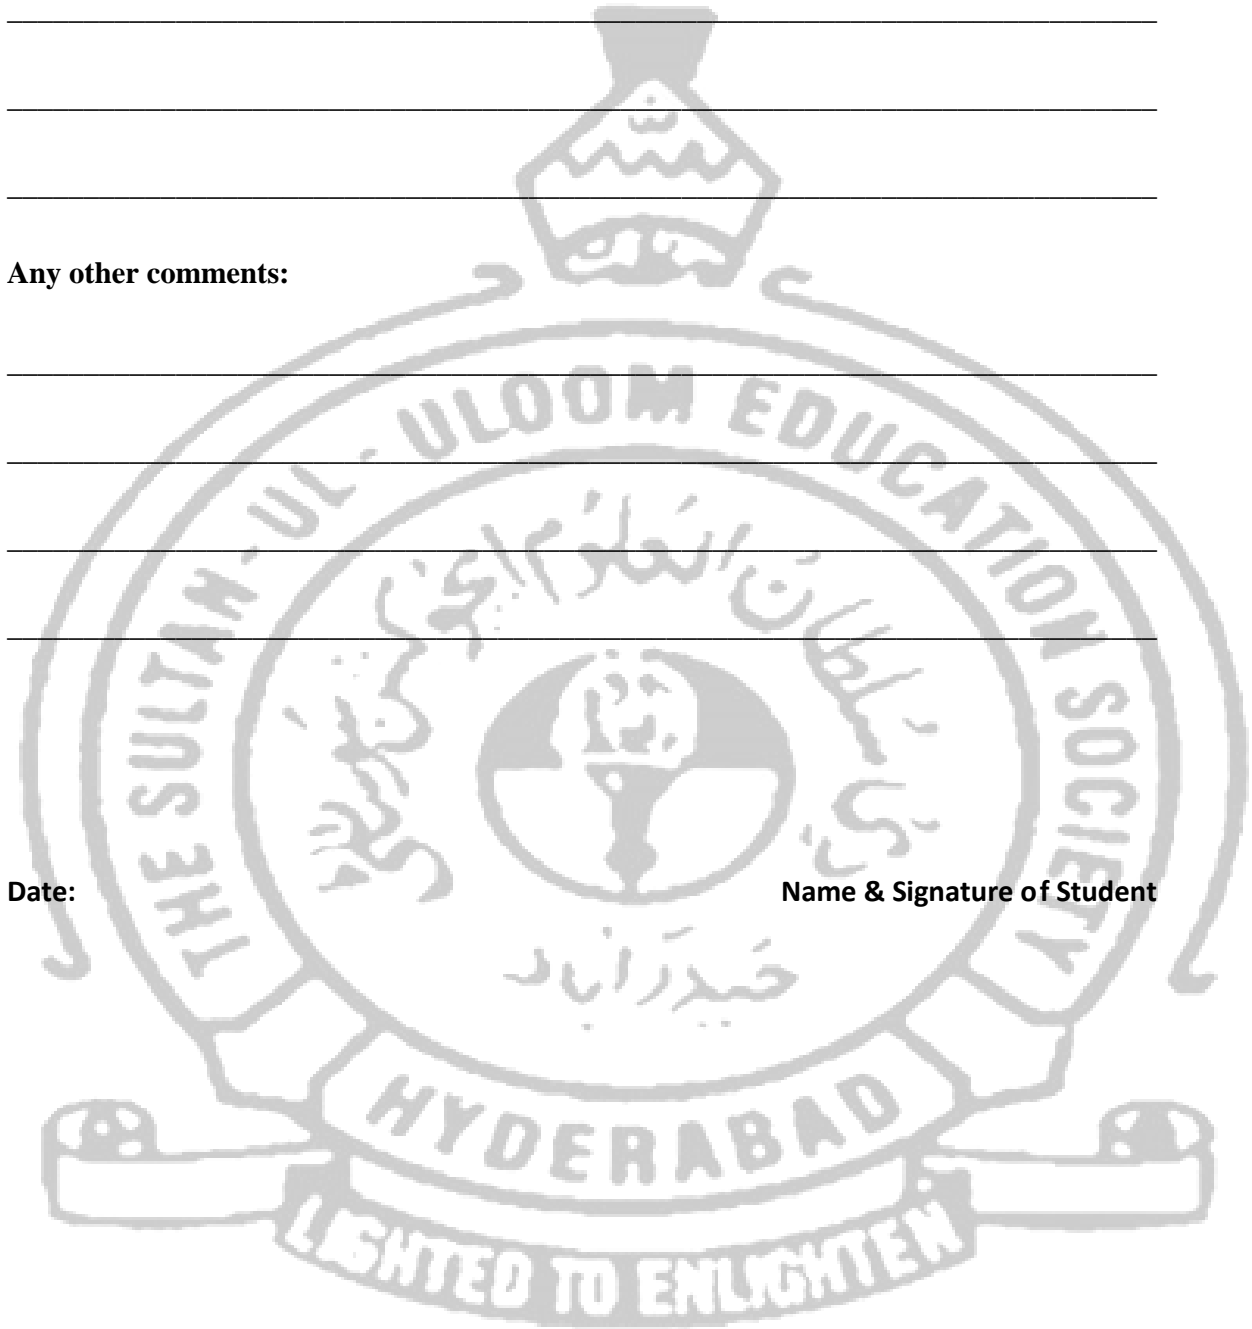 Any other comments:
THE SULTAN-UL-ULOOM EDUCATION SOCIETY
سلطان العلوم ایجوکیشن سوسائٹی
Date:
Name & Signature of Student
حیدرآباد
HYDERABAD
LIGHTED TO ENLIGHTEN